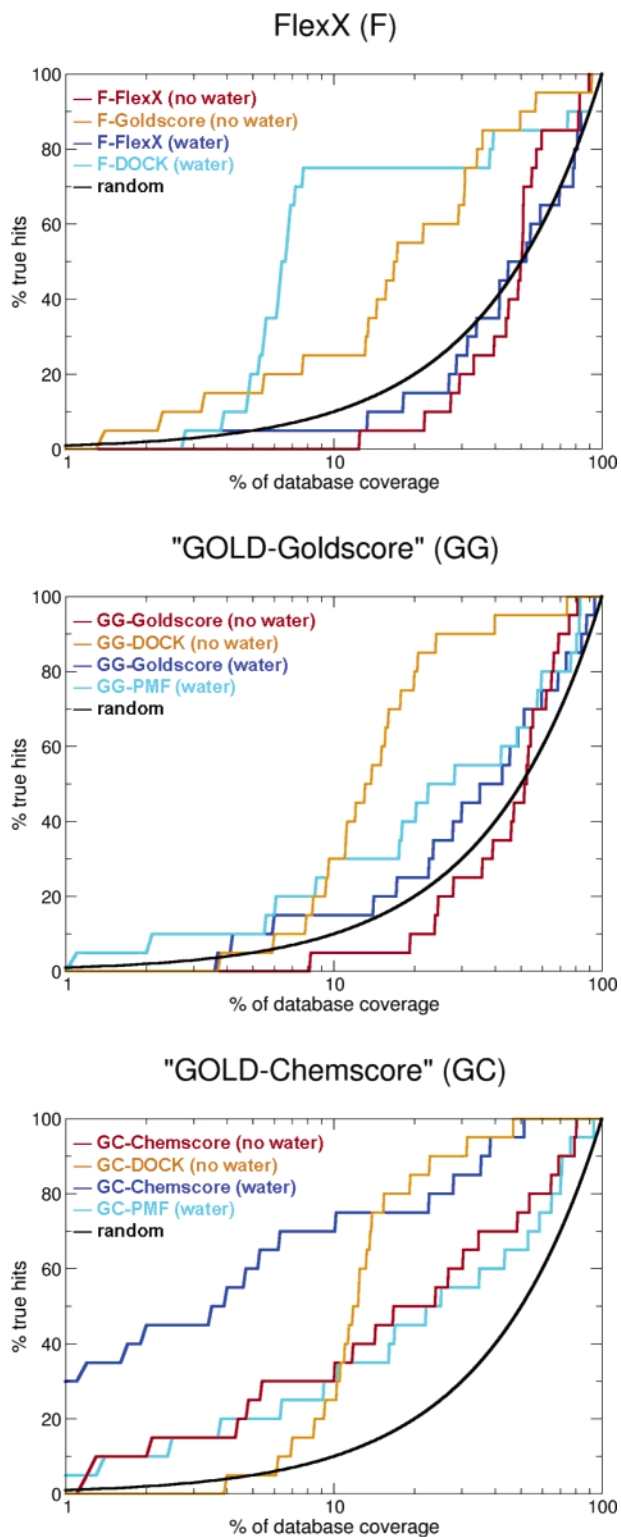 FlexX (F)
100
80
60
40
20
0
% true hits
F-FlexX (no water)
F-Goldscore (no water)
F-FlexX (water)
F-DOCK (water)
random
1 10 100
% of database coverage
"GOLD-Goldscore" (GG)
100
80
60
40
20
0
% true hits
GG-Goldscore (no water)
GG-DOCK (no water)
GG-Goldscore (water)
GG-PMF (water)
random
1 10 100
% of database coverage
"GOLD-Chemscore" (GC)
100
80
60
40
20
0
% true hits
GC-Chemscore (no water)
GC-DOCK (no water)
GC-Chemscore (water)
GC-PMF (water)
random
1 10 100
% of database coverage